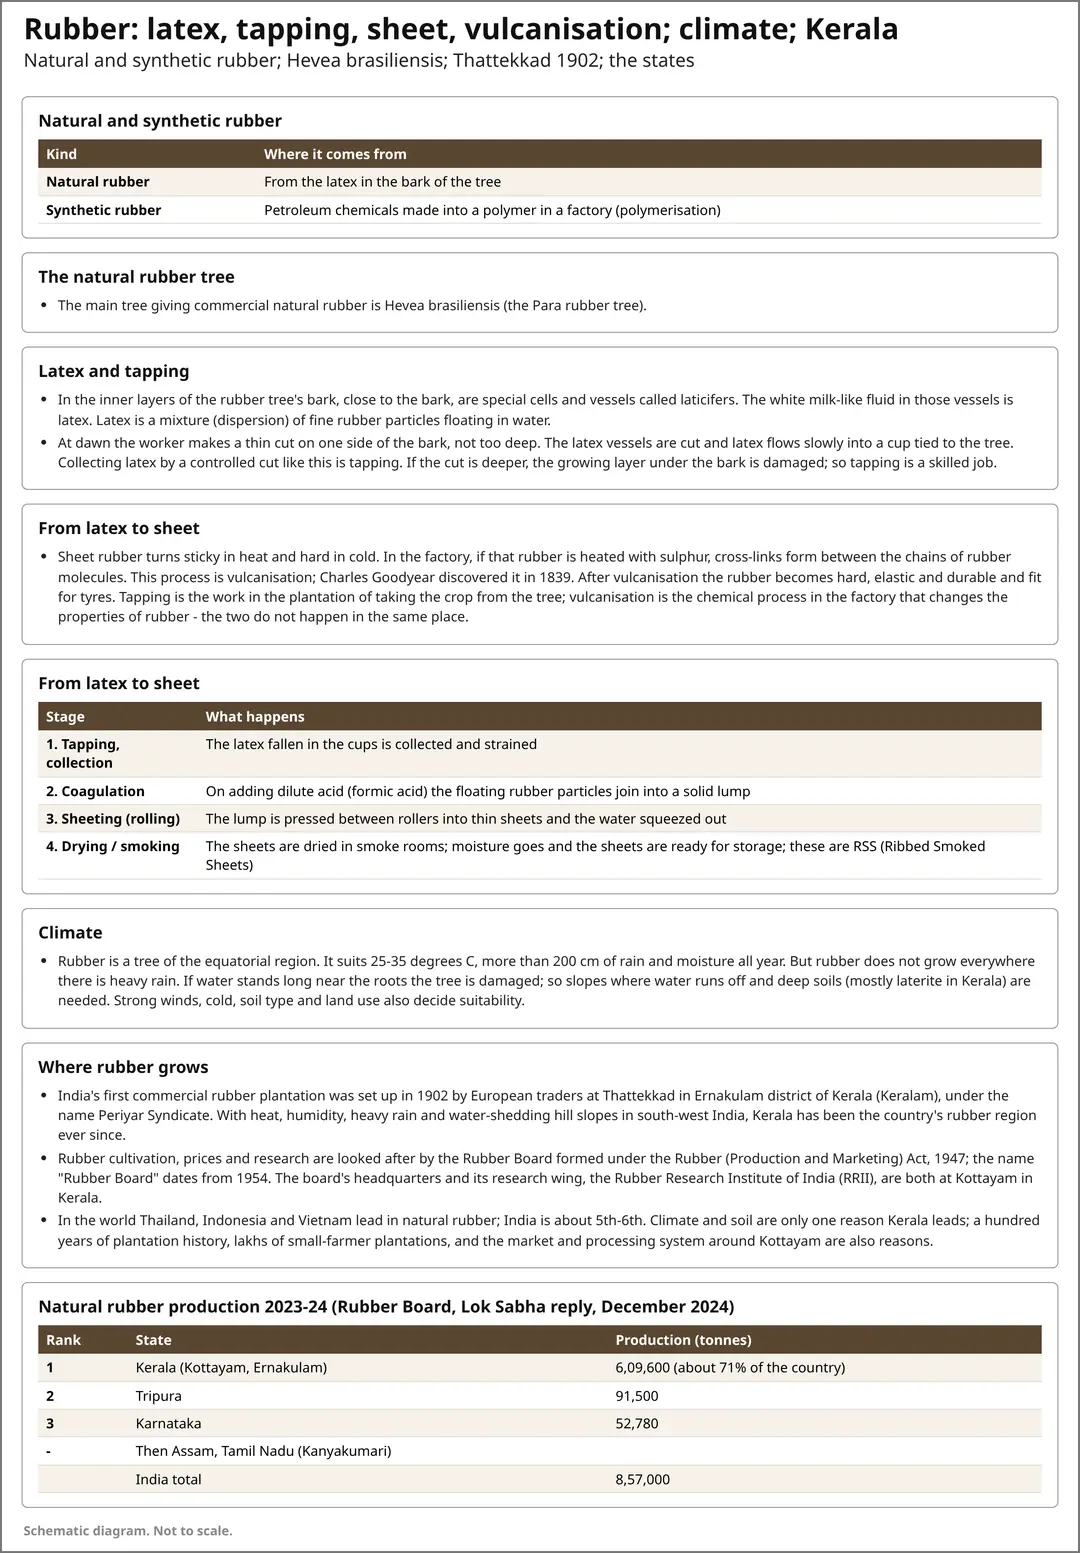 Rubber: latex, tapping, sheet, vulcanisation; climate; Kerala
Natural and synthetic rubber; Hevea brasiliensis; Thattekkad 1902; the states
Natural and synthetic rubber
Kind Where it comes from
Natural rubber From the latex in the bark of the tree
Synthetic rubber Petroleum chemicals made into a polymer in a factory (polymerisation)
The natural rubber tree
• The main tree giving commercial natural rubber is Hevea brasiliensis (the Para rubber tree).
Latex and tapping
• In the inner layers of the rubber tree's bark, close to the bark, are special cells and vessels called laticifers. The white milk-like fluid in those vessels is
latex. Latex is a mixture (dispersion) of fine rubber particles floating in water.
• At dawn the worker makes a thin cut on one side of the bark, not too deep. The latex vessels are cut and latex flows slowly into a cup tied to the tree.
Collecting latex by a controlled cut like this is tapping. If the cut is deeper, the growing layer under the bark is damaged; so tapping is a skilled job.
From latex to sheet
• Sheet rubber turns sticky in heat and hard in cold. In the factory, if that rubber is heated with sulphur, cross-links form between the chains of rubber
molecules. This process is vulcanisation; Charles Goodyear discovered it in 1839. After vulcanisation the rubber becomes hard, elastic and durable and fit
for tyres. Tapping is the work in the plantation of taking the crop from the tree; vulcanisation is the chemical process in the factory that changes the
properties of rubber - the two do not happen in the same place.
From latex to sheet
Stage What happens
1. Tapping, The latex fallen in the cups is collected and strained
collection
2. Coagulation On adding dilute acid (formic acid) the floating rubber particles join into a solid lump
3. Sheeting (rolling) The lump is pressed between rollers into thin sheets and the water squeezed out
4. Drying / smoking The sheets are dried in smoke rooms; moisture goes and the sheets are ready for storage; these are RSS (Ribbed Smoked
Sheets)
Climate
• Rubber is a tree of the equatorial region. It suits 25-35 degrees C, more than 200 cm of rain and moisture all year. But rubber does not grow everywhere
there is heavy rain. If water stands long near the roots the tree is damaged; so slopes where water runs off and deep soils (mostly laterite in Kerala) are
needed. Strong winds, cold, soil type and land use also decide suitability.
Where rubber grows
• India's first commercial rubber plantation was set up in 1902 by European traders at Thattekkad in Ernakulam district of Kerala (Keralam), under the
name Periyar Syndicate. With heat, humidity, heavy rain and water-shedding hill slopes in south-west India, Kerala has been the country's rubber region
ever since.
• Rubber cultivation, prices and research are looked after by the Rubber Board formed under the Rubber (Production and Marketing) Act, 1947; the name
"Rubber Board" dates from 1954. The board's headquarters and its research wing, the Rubber Research Institute of India (RRII), are both at Kottayam in
Kerala.
• In the world Thailand, Indonesia and Vietnam lead in natural rubber; India is about 5th-6th. Climate and soil are only one reason Kerala leads; a hundred
years of plantation history, lakhs of small-farmer plantations, and the market and processing system around Kottayam are also reasons.
Natural rubber production 2023-24 (Rubber Board, Lok Sabha reply, December 2024)
Rank State Production (tonnes)
1 Kerala (Kottayam, Ernakulam) 6,09,600 (about 71% of the country)
2 Tripura 91,500
3 Karnataka 52,780
- Then Assam, Tamil Nadu (Kanyakumari)
India total 8,57,000
Schematic diagram. Not to scale.